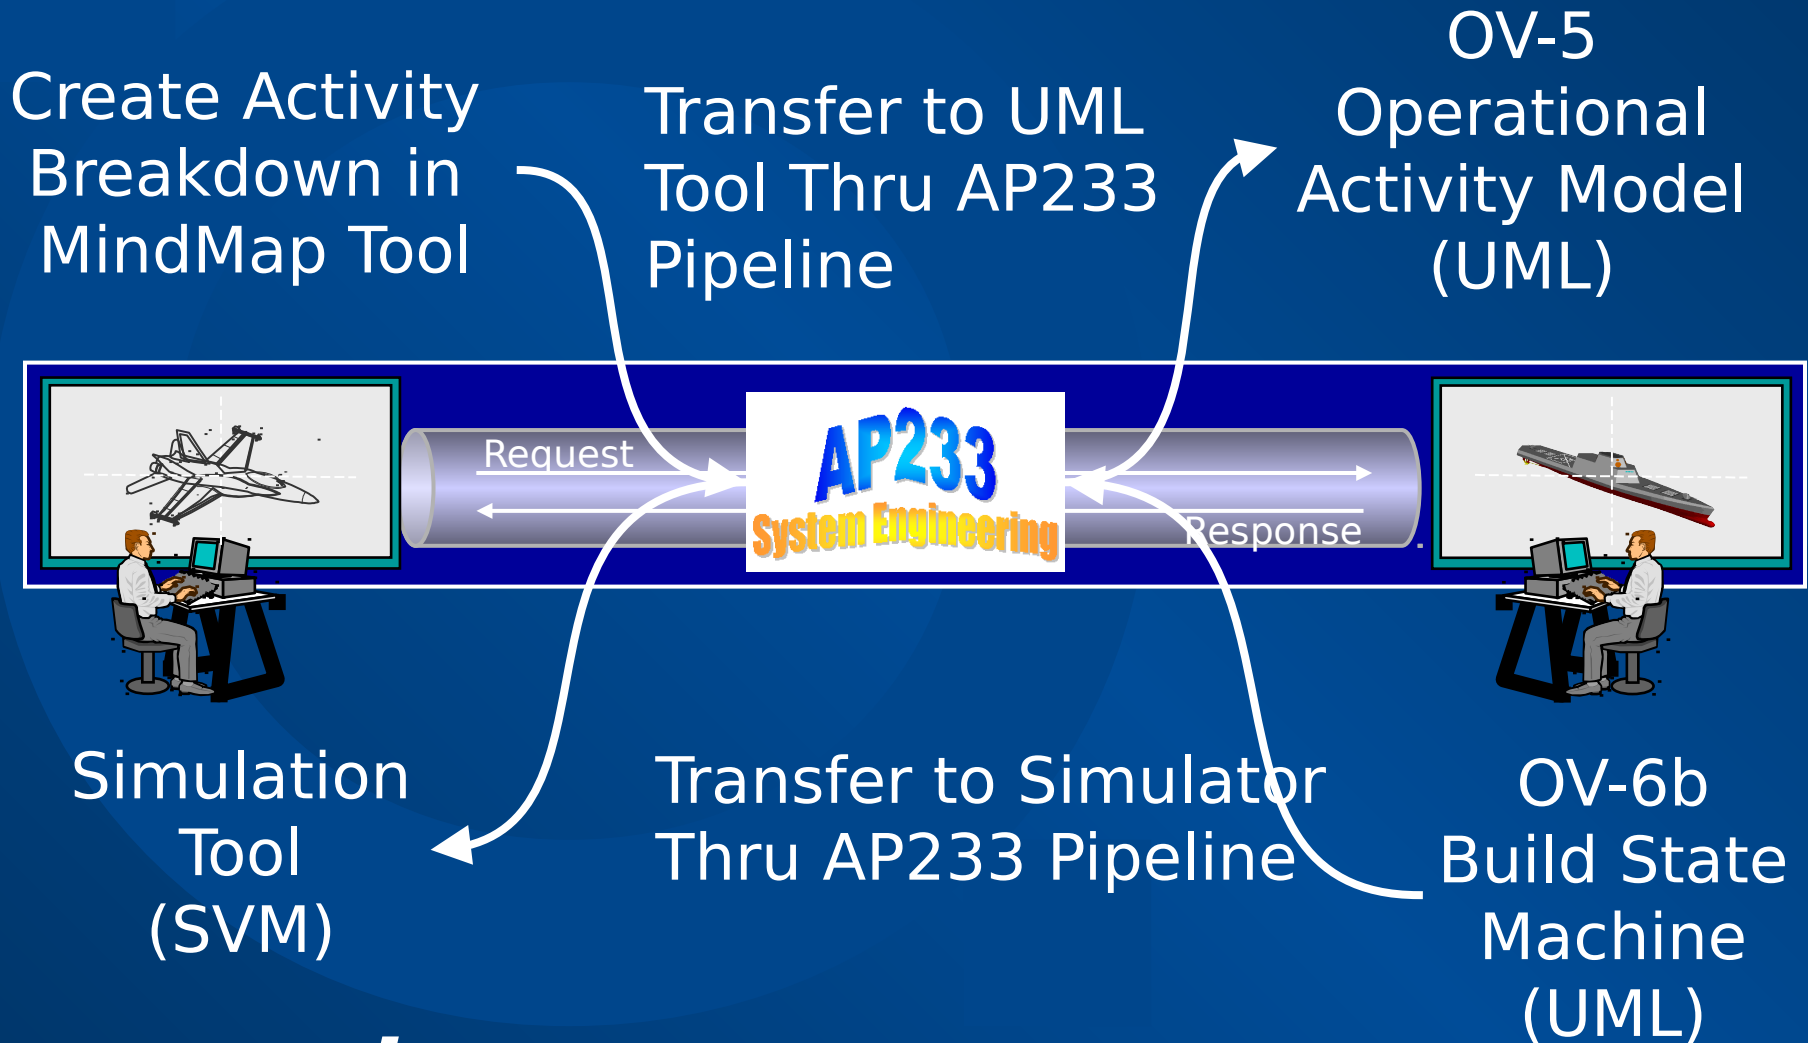 Create Activity
Breakdown in
MindMap Tool
Transfer to UML
Tool Thru AP233
Pipeline
OV-5
Operational
Activity Model
(UML)
Request
AP233
System Engineering
Response
Simulation
Tool
(SVM)
Transfer to Simulator
Thru AP233 Pipeline
OV-6b
Build State
Machine
(UML)